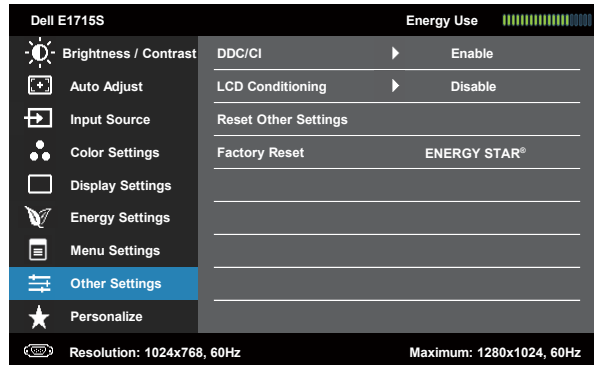 Dell E1715S Energy Use
Brightness / Contrast DDC/CI Enable
Auto Adjust LCD Conditioning Disable
Input Source Reset Other Settings
Color Settings Factory Reset ENERGY STAR®
Display Settings
Energy Settings
Menu Settings
Other Settings
Personalize
Resolution: 1024x768, 60Hz Maximum: 1280x1024, 60Hz